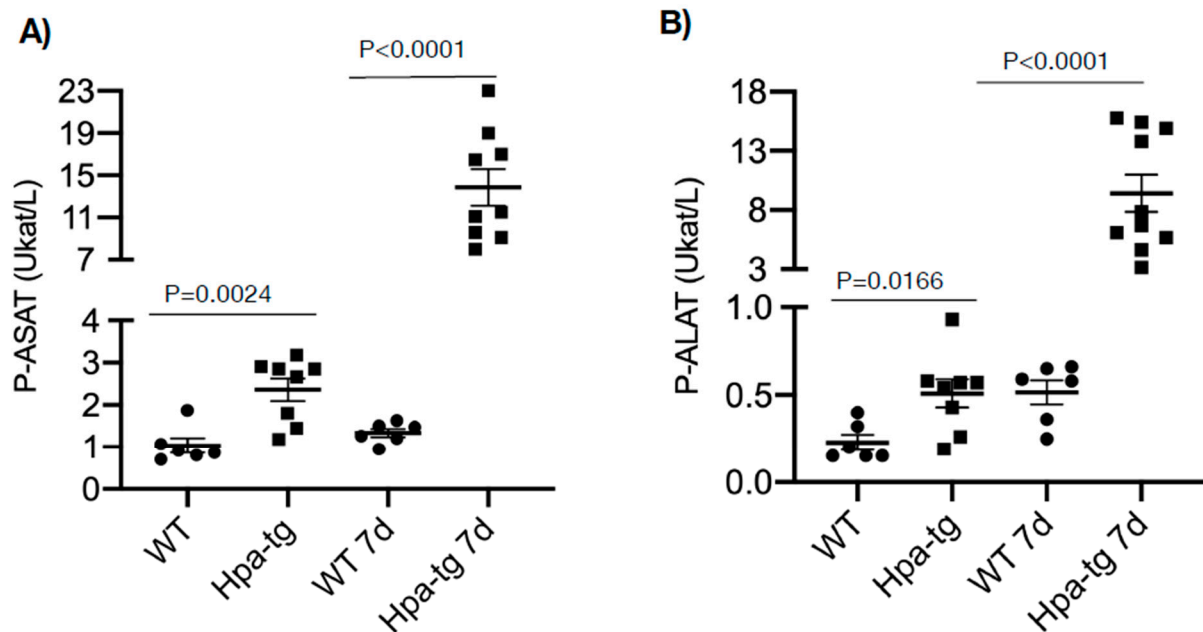 A)
P<0.0001
P-ASAT (Ukat/L)
23
19
15
11
7
P=0.0024
4
3
2
1
0
WT
Hpa-tg
WT 7d
Hpa-tg 7d
B)
P<0.0001
P-ALAT (Ukat/L)
18
13
8
3
P=0.0166
1.0
0.5
0.0
WT
Hpa-tg
WT 7d
Hpa-tg 7d